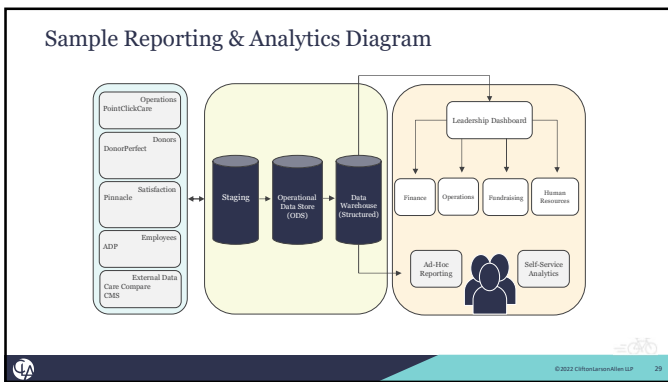 Sample Reporting & Analytics Diagram
Operations
PointClickCare
Donors
DonorPerfect
Satisfaction
Pinnacle
Employees
ADP
External Data
Care Compare
CMS
Staging
Operational
Data Store
(ODS)
Data
Warehouse
(Structured)
Leadership Dashboard
Finance
Operations
Fundraising
Human
Resources
Ad-Hoc
Reporting
Self-Service
Analytics
CLA
©2022 CliftonLarsonAllen LLP
29